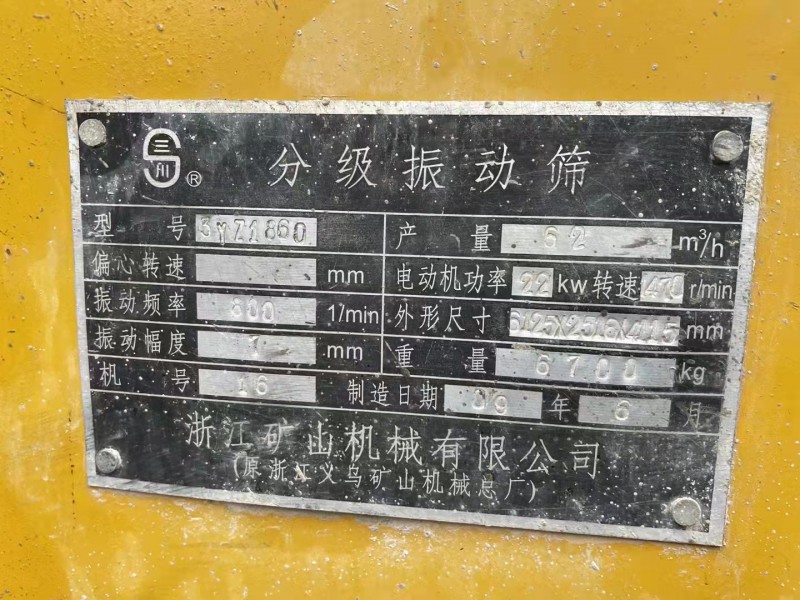 三川 ® 分级振动筛
型号 3YZ1860 产量 62 m³/h
偏心转速 mm 电动机功率 22 kw 转速 470 r/min
振动频率 800 1/min 外形尺寸 mm
振动幅度 7 mm 重量 6700 kg
机号 16 制造日期 09 年 6 月
浙江矿山机械有限公司
(原浙江义乌矿山机械总厂)